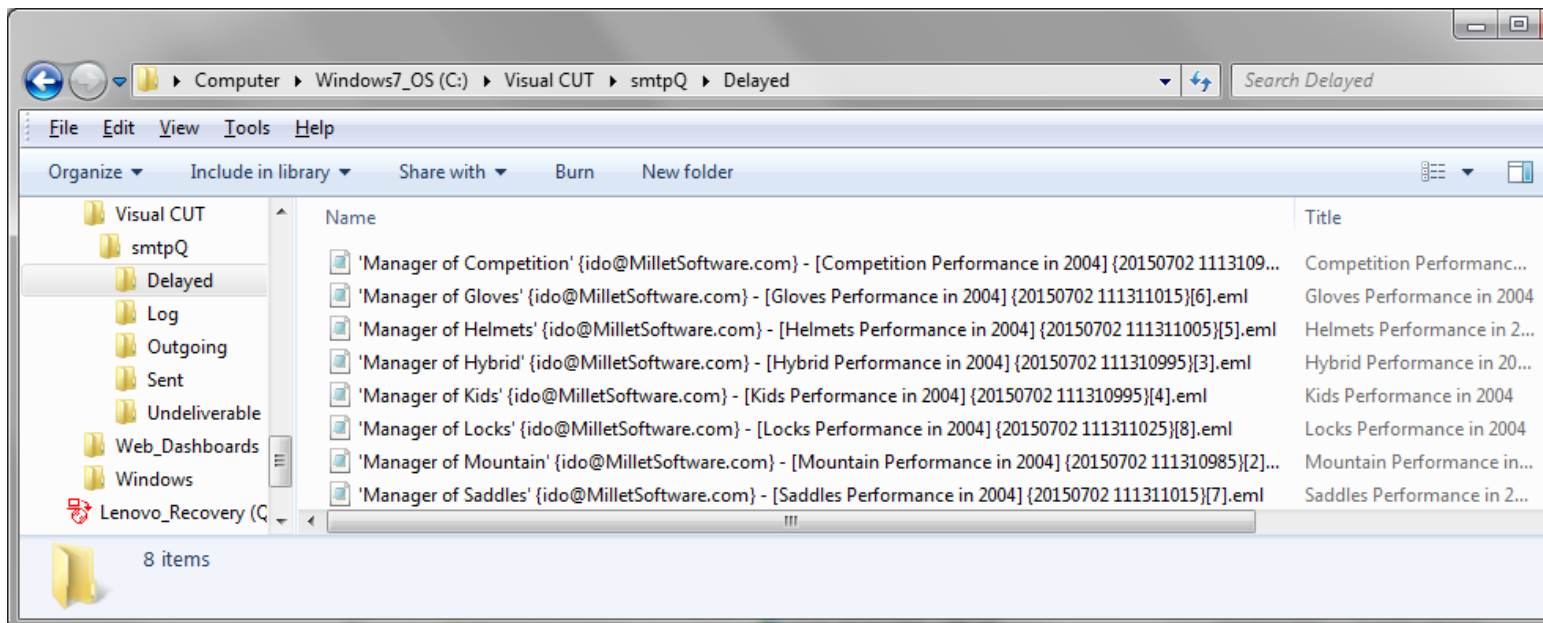 Computer Windows7_OS (C:) Visual CUT smtpQ Delayed Search Delayed
File Edit View Tools Help
Organize Include in library Share with Burn New folder
Visual CUT
smtpQ
Delayed
Log
Outgoing
Sent
Undeliverable
Web_Dashboards
Windows
Lenovo_Recovery (Q
Name Title
'Manager of Competition' {ido@MilletSoftware.com} - [Competition Performance in 2004] {20150702 1113109... Competition Performanc...
'Manager of Gloves' {ido@MilletSoftware.com} - [Gloves Performance in 2004] {20150702 111311015}[6].eml Gloves Performance in 2004
'Manager of Helmets' {ido@MilletSoftware.com} - [Helmets Performance in 2004] {20150702 111311005}[5].eml Helmets Performance in 2...
'Manager of Hybrid' {ido@MilletSoftware.com} - [Hybrid Performance in 2004] {20150702 111310995}[3].eml Hybrid Performance in 20...
'Manager of Kids' {ido@MilletSoftware.com} - [Kids Performance in 2004] {20150702 111310995}[4].eml Kids Performance in 2004
'Manager of Locks' {ido@MilletSoftware.com} - [Locks Performance in 2004] {20150702 111311025}[8].eml Locks Performance in 2004
'Manager of Mountain' {ido@MilletSoftware.com} - [Mountain Performance in 2004] {20150702 111310985}[2]... Mountain Performance in...
'Manager of Saddles' {ido@MilletSoftware.com} - [Saddles Performance in 2004] {20150702 111311015}[7].eml Saddles Performance in 2...
8 items